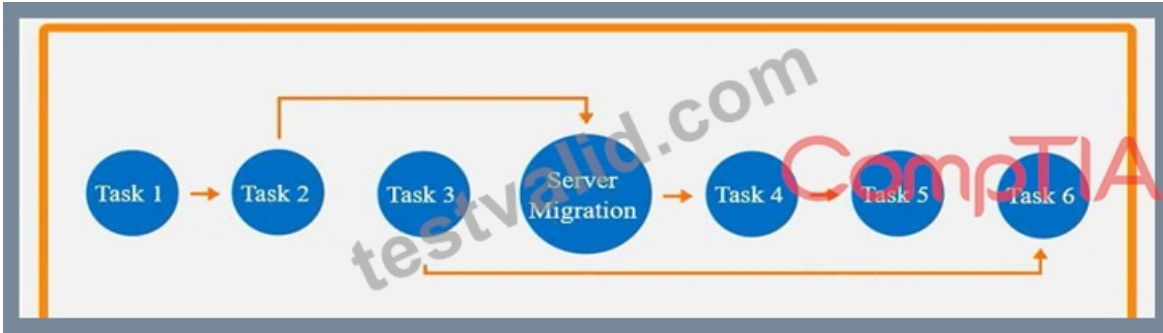 Task 1
Task 2
Task 3
Server
Migration
Task 4
Task 5
Task 6
testvalid.com
CompTIA